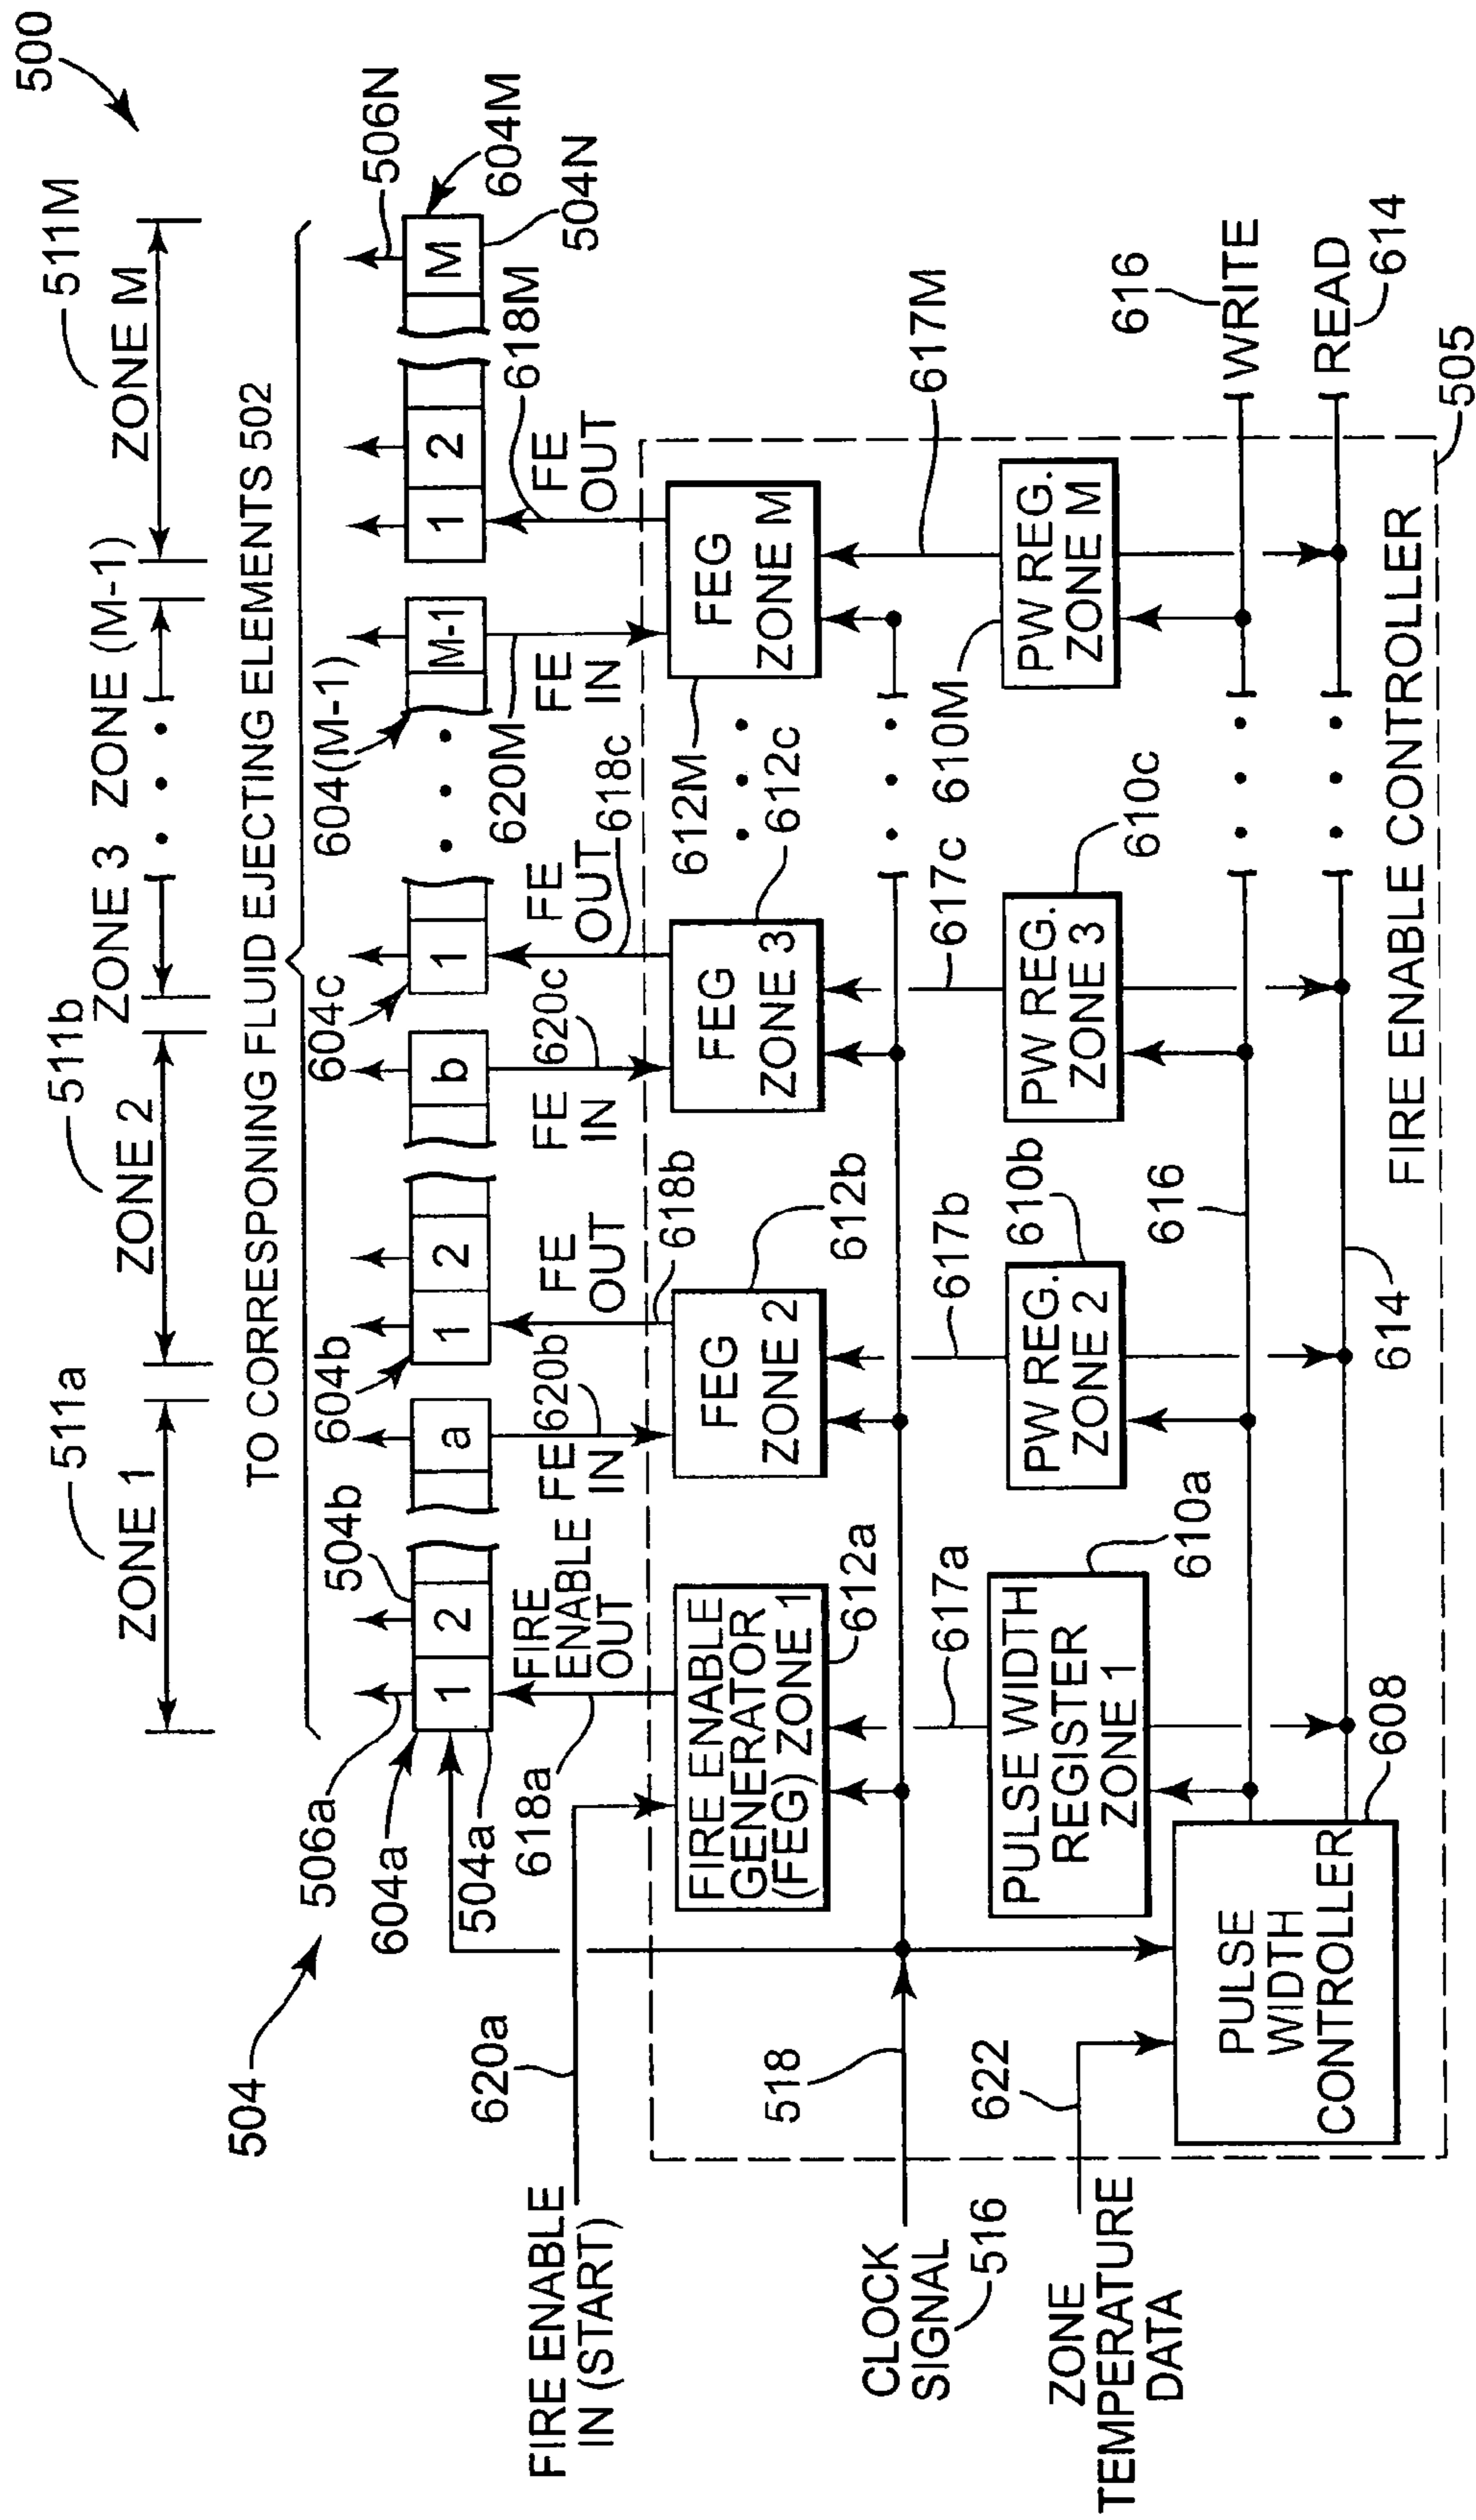 500
511a
511b
511M
ZONE 1
ZONE 2
ZONE 3
ZONE (M-1)
ZONE M
TO CORRESPONING FLUID EJECTING ELEMENTS 502
504
506a
604a
504a
504b
604b
604c
604(M-1)
506N
604M
504N
1
2
a
1
2
b
1
M-1
1
2
M
620a
618a
FIRE
ENABLE
OUT
FE
IN
620b
FE
OUT
618b
FE
IN
620c
FE
OUT
618c
620M
FE
IN
FE
OUT
618M
FIRE ENABLE
IN (START)
FIRE ENABLE
GENERATOR
(FEG) ZONE 1
612a
FEG
ZONE 2
612b
FEG
ZONE 3
612c
612M
FEG
ZONE M
518
CLOCK
SIGNAL
516
617a
617b
617c
617M
622
ZONE
TEMPERATURE
DATA
PULSE WIDTH
REGISTER
ZONE 1
610a
PW REG.
ZONE 2
610b
PW REG.
ZONE 3
610c
610M
PW REG.
ZONE M
616
616
WRITE
PULSE
WIDTH
CONTROLLER
608
614
READ
614
FIRE ENABLE CONTROLLER
505